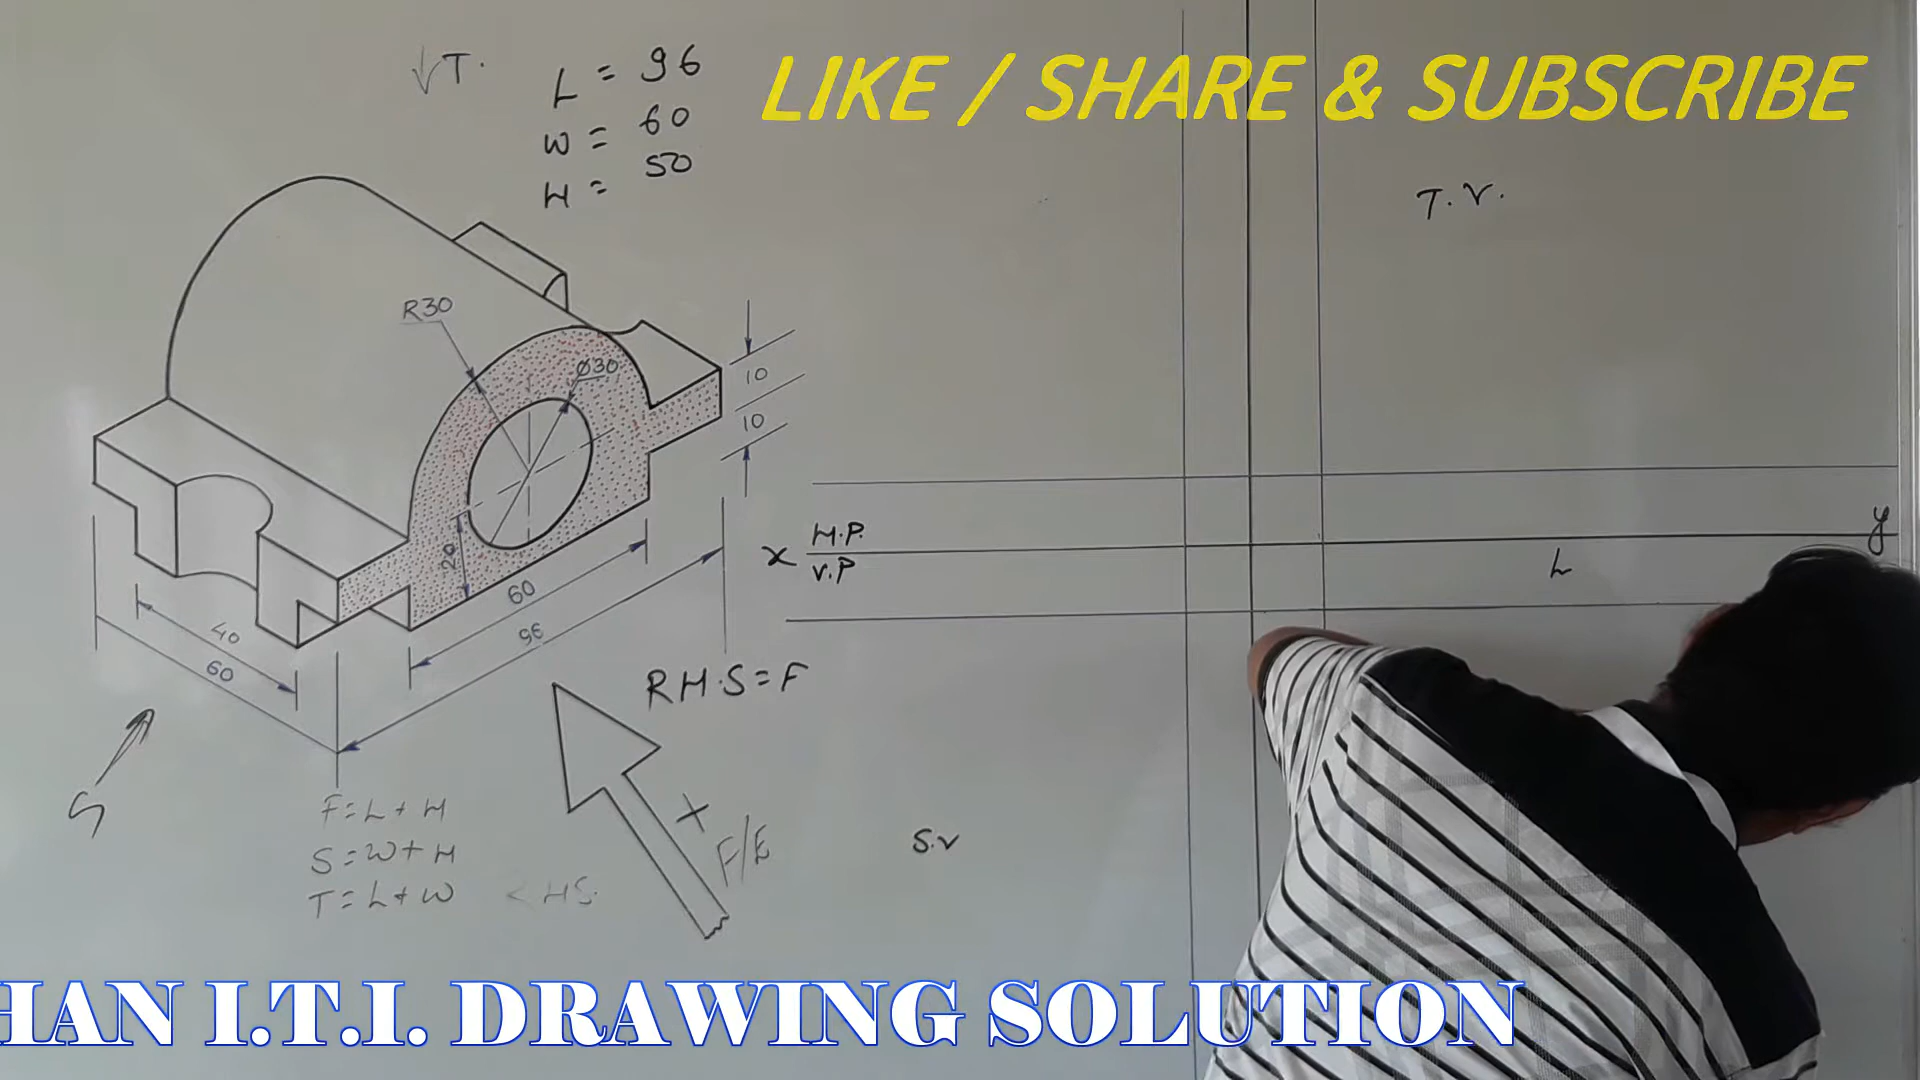 ↓T.
L = 96
W = 60
H = 50
LIKE / SHARE & SUBSCRIBE
T.V.
R30
Ø30
10
10
20
60
96
40
60
X
H.P.
V.P
y
L
RH.S=F
S
X
F/E
F=L+H
S=W+H
T=L+W
<HS.
S.V
HAN I.T.I. DRAWING SOLUTION